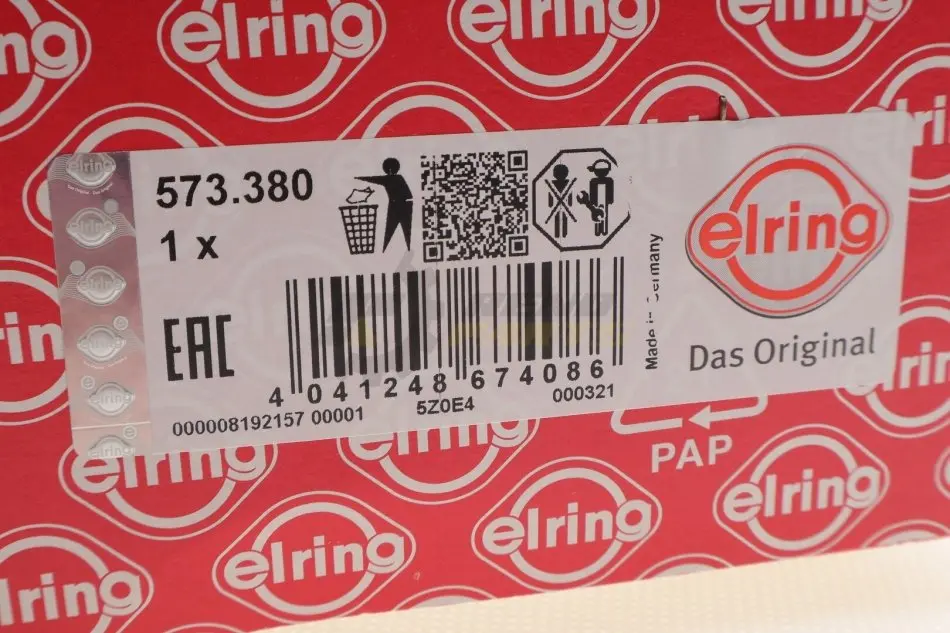 573.380
1 x
EAC
4 041248 674086
000008192157 00001
5Z0E4
000321
Made in Germany
elring
Das Original
PAP
elring
elring
elring
elring
elring
elring
elring